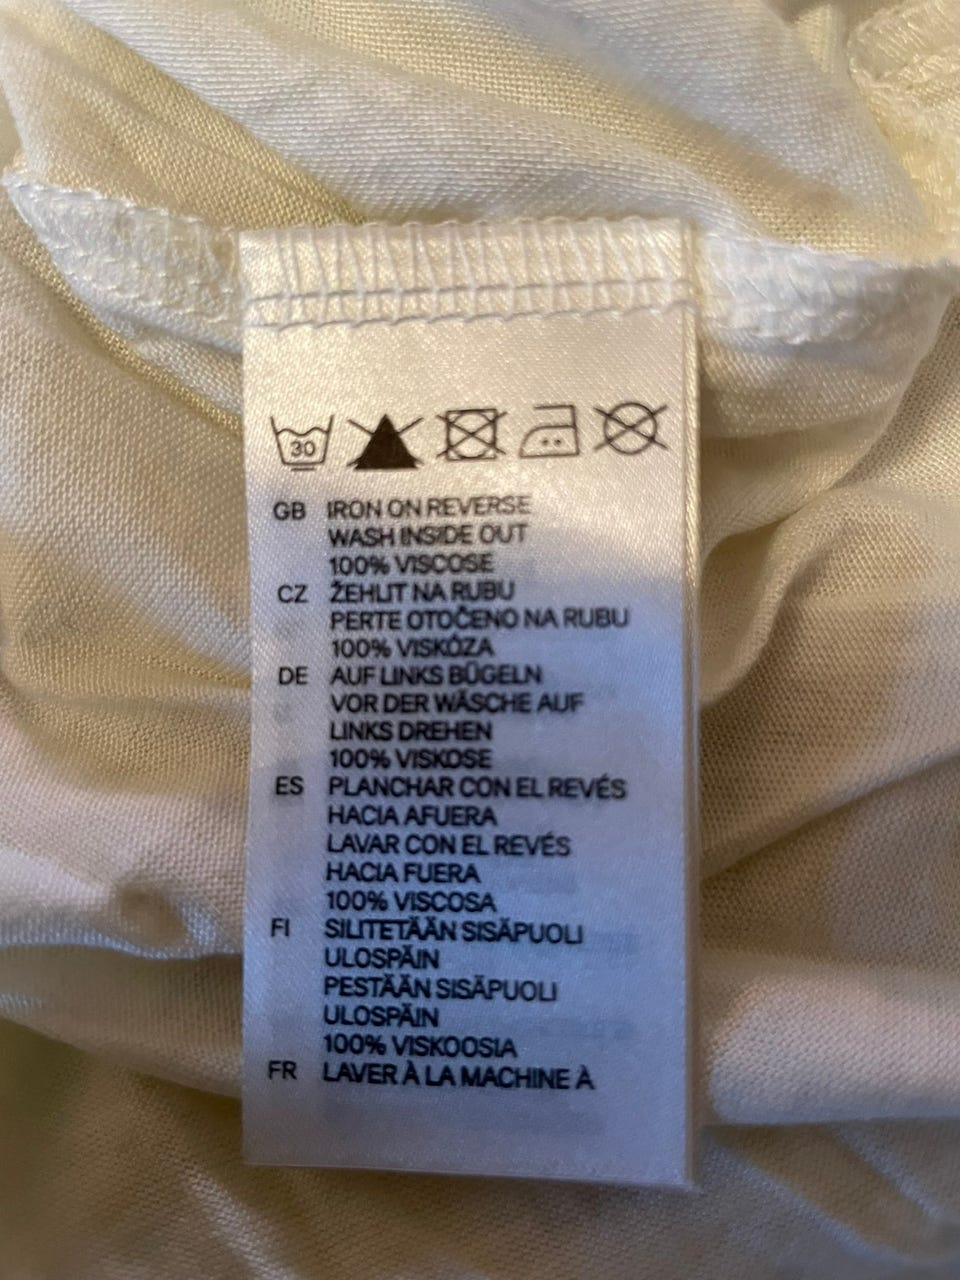 30
GB IRON ON REVERSE
WASH INSIDE OUT
100% VISCOSE
CZ ŽEHLIT NA RUBU
PERTE OTOČENO NA RUBU
100% VISKÓZA
DE AUF LINKS BÜGELN
VOR DER WÄSCHE AUF
LINKS DREHEN
100% VISKOSE
ES PLANCHAR CON EL REVÉS
HACIA AFUERA
LAVAR CON EL REVÉS
HACIA FUERA
100% VISCOSA
FI SILITETÄÄN SISÄPUOLI
ULOSPÄIN
PESTÄÄN SISÄPUOLI
ULOSPÄIN
100% VISKOOSIA
FR LAVER À LA MACHINE À